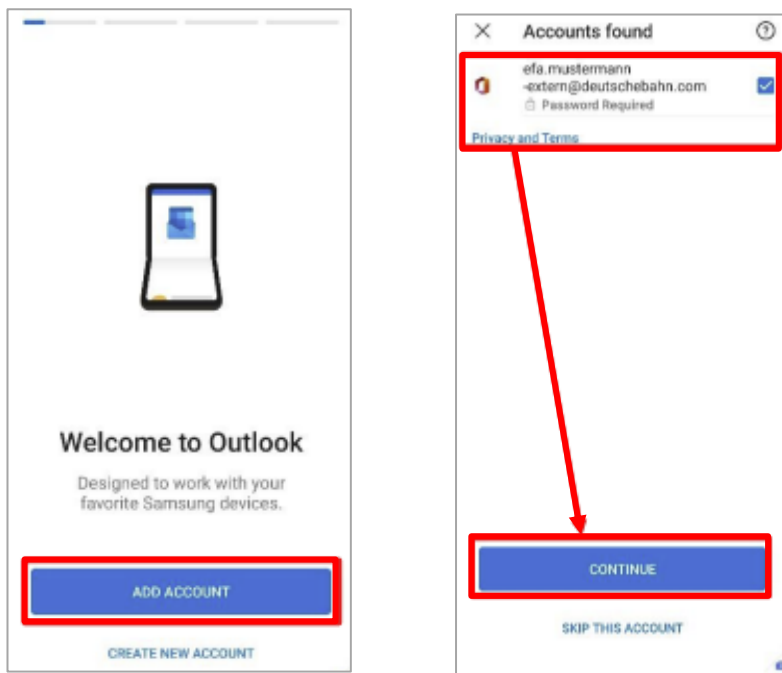 Welcome to Outlook
Designed to work with your
favorite Samsung devices.
ADD ACCOUNT
CREATE NEW ACCOUNT
Accounts found
efa.mustermann
-extern@deutschebahn.com
Password Required
Privacy and Terms
CONTINUE
SKIP THIS ACCOUNT